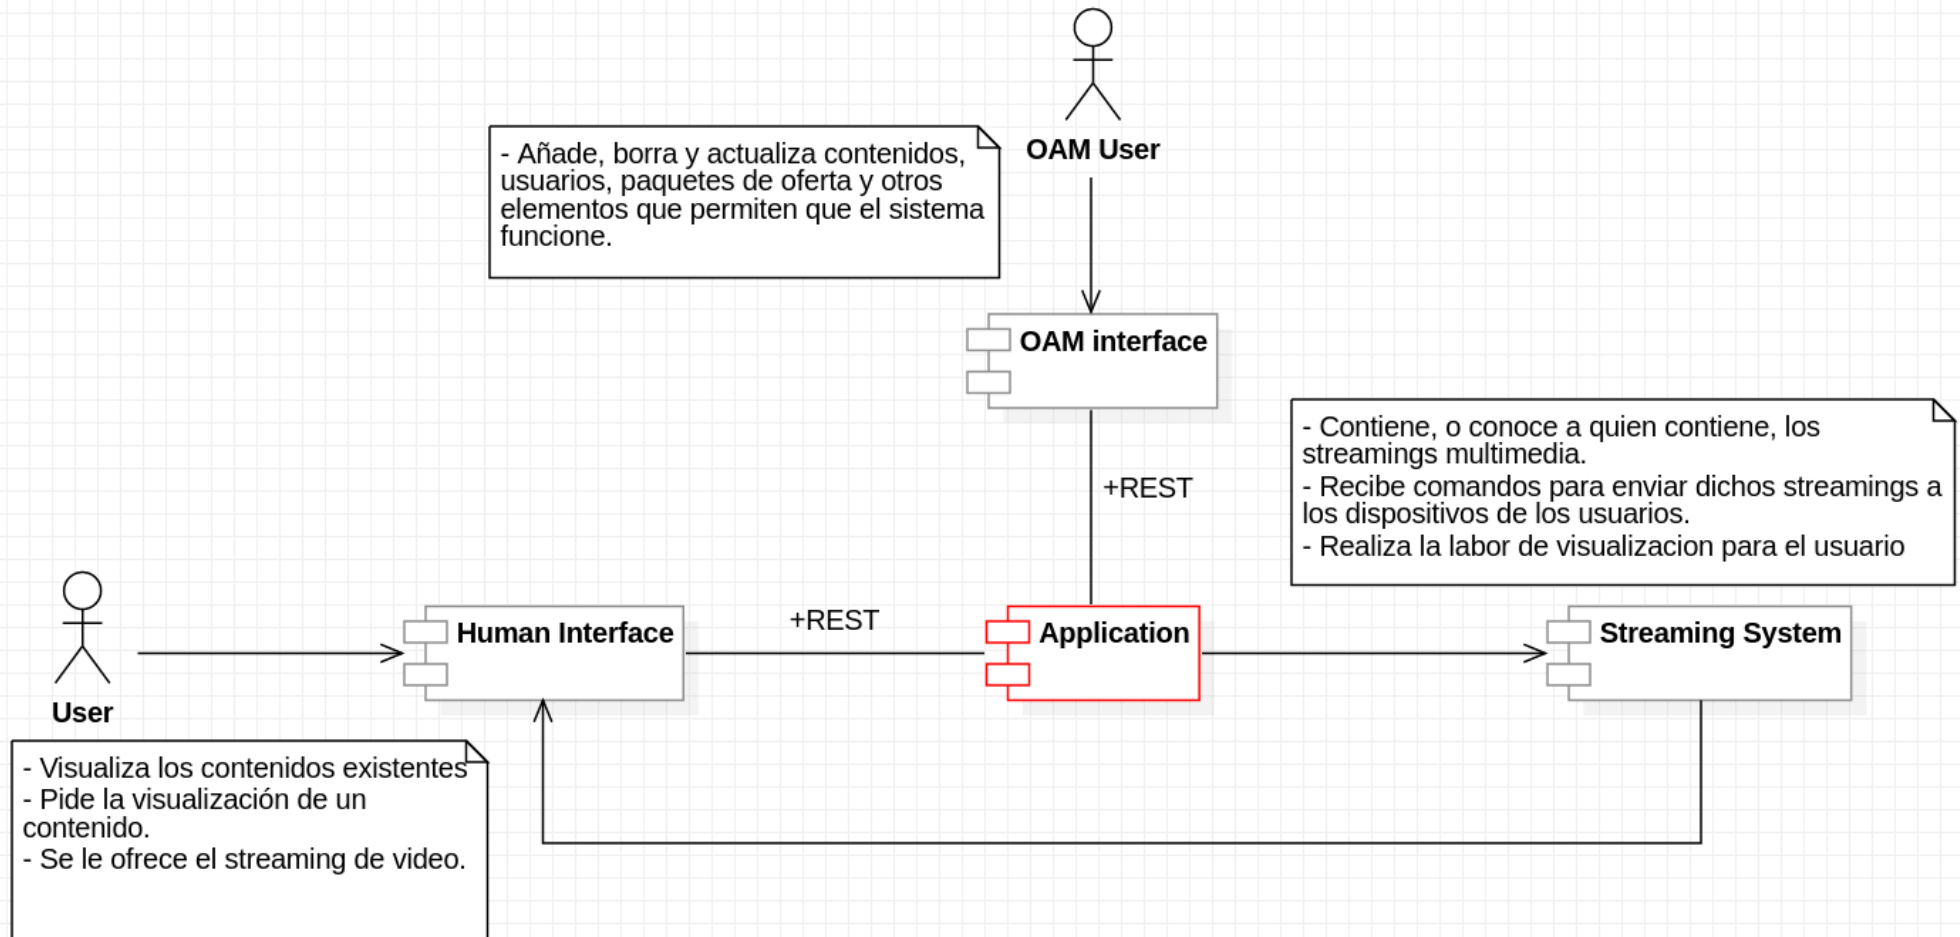 OAM User
- Añade, borra y actualiza contenidos,
usuarios, paquetes de oferta y otros
elementos que permiten que el sistema
funcione.
OAM interface
- Contiene, o conoce a quien contiene, los
streamings multimedia.
- Recibe comandos para enviar dichos streamings a
los dispositivos de los usuarios.
- Realiza la labor de visualizacion para el usuario
+REST
+REST
Human Interface
Application
Streaming System
User
- Visualiza los contenidos existentes
- Pide la visualización de un
contenido.
- Se le ofrece el streaming de video.